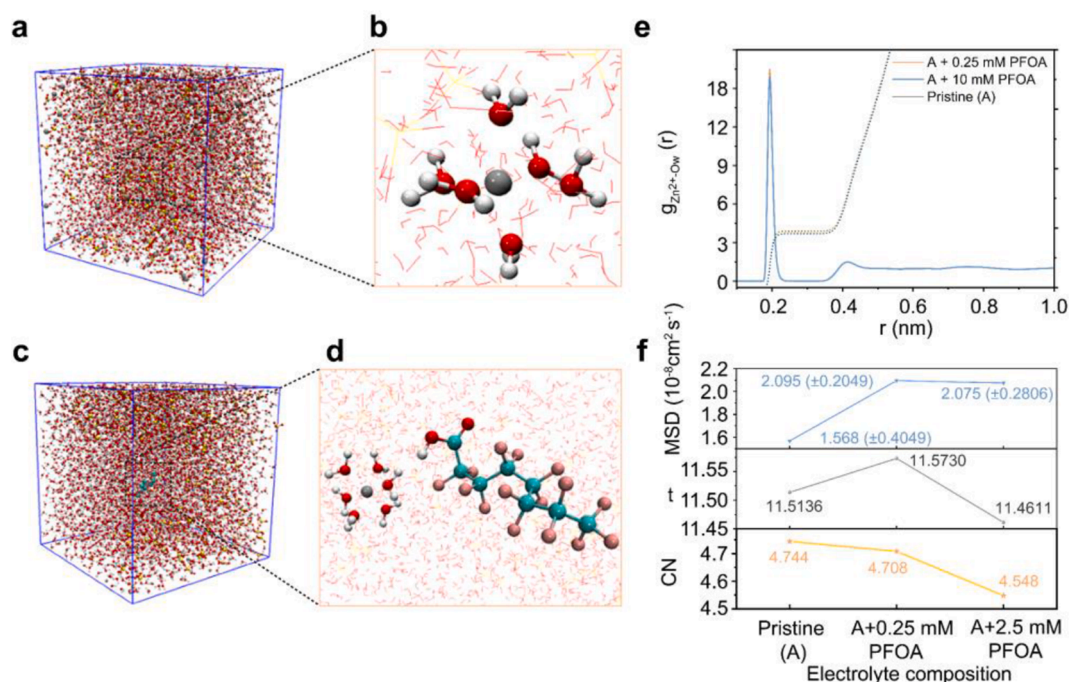 a
b
e
A + 0.25 mM PFOA
A + 10 mM PFOA
Pristine (A)
18
12
9
6
3
0
g Zn²⁺-Ow (r)
0.2 0.4 0.6 0.8 1.0
r (nm)
c
d
f
MSD (10⁻⁸cm² s⁻¹)
2.2
2.0
1.8
1.6
2.095 (±0.2049)
2.075 (±0.2806)
1.568 (±0.4049)
t
11.55
11.50
11.45
11.5136
11.5730
11.4611
CN
4.7
4.6
4.5
4.744
4.708
4.548
Pristine
(A)
A+0.25 mM
PFOA
A+2.5 mM
PFOA
Electrolyte composition